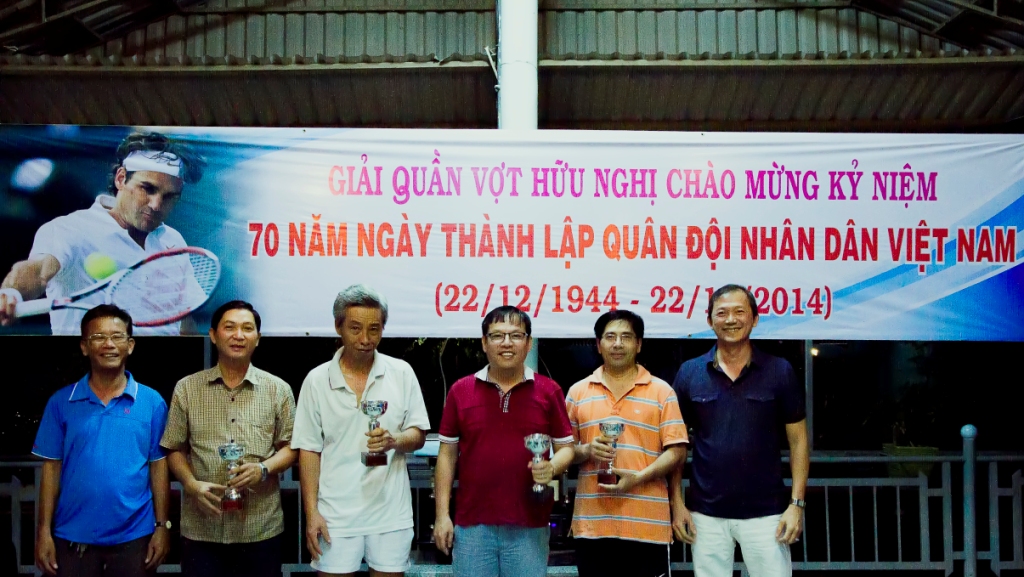 GIẢI QUẦN VỢT HỮU NGHỊ CHÀO MỪNG KỶ NIỆM
70 NĂM NGÀY THÀNH LẬP QUÂN ĐỘI NHÂN DÂN VIỆT NAM
(22/12/1944 - 22/1 /2014)